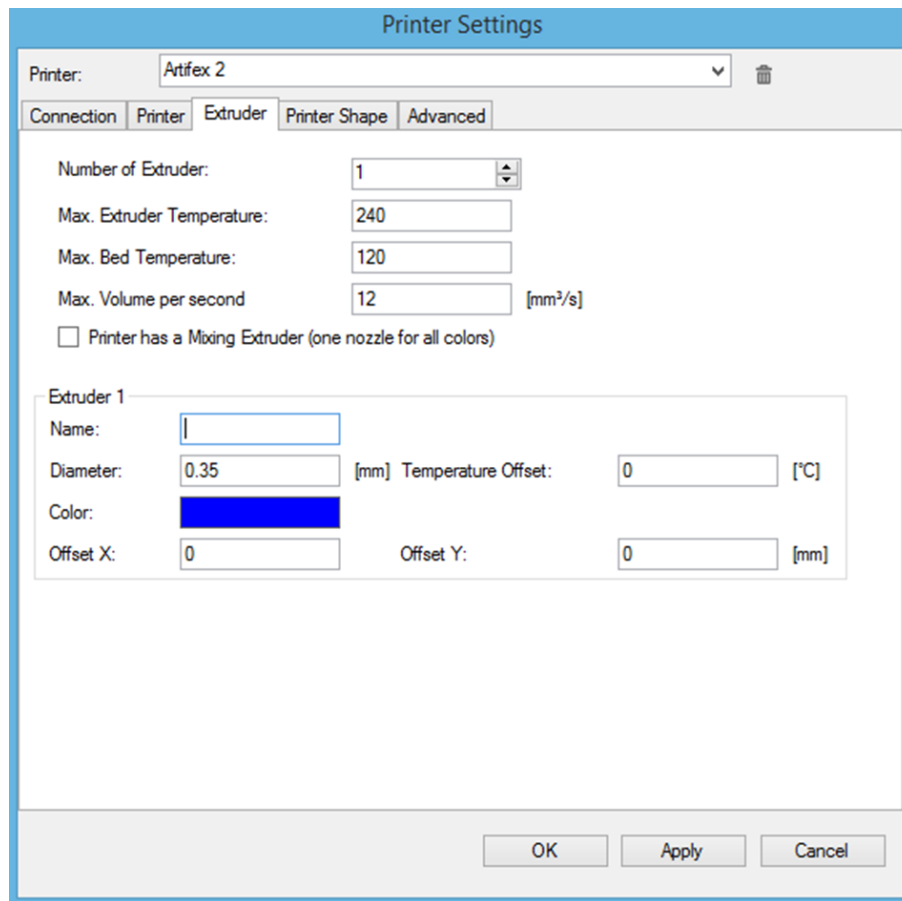 Printer Settings
Printer: Artifex 2
Connection Printer Extruder Printer Shape Advanced
Number of Extruder: 1
Max. Extruder Temperature: 240
Max. Bed Temperature: 120
Max. Volume per second 12 [mm³/s]
Printer has a Mixing Extruder (one nozzle for all colors)
Extruder 1
Name:
Diameter: 0.35 [mm] Temperature Offset: 0 [°C]
Color:
Offset X: 0 Offset Y: 0 [mm]
OK Apply Cancel